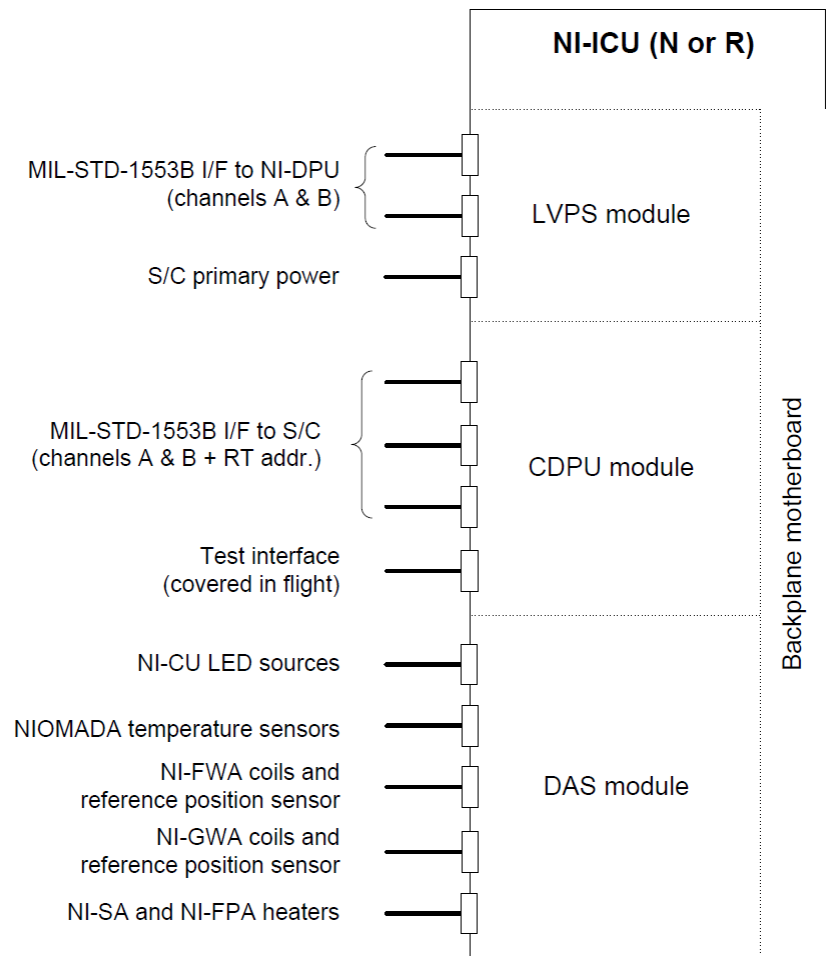 NI-ICU (N or R)
MIL-STD-1553B I/F to NI-DPU
(channels A & B)
LVPS module
S/C primary power
MIL-STD-1553B I/F to S/C
(channels A & B + RT addr.)
CDPU module
Test interface
(covered in flight)
Backplane motherboard
NI-CU LED sources
NIOMADA temperature sensors
NI-FWA coils and
reference position sensor
DAS module
NI-GWA coils and
reference position sensor
NI-SA and NI-FPA heaters